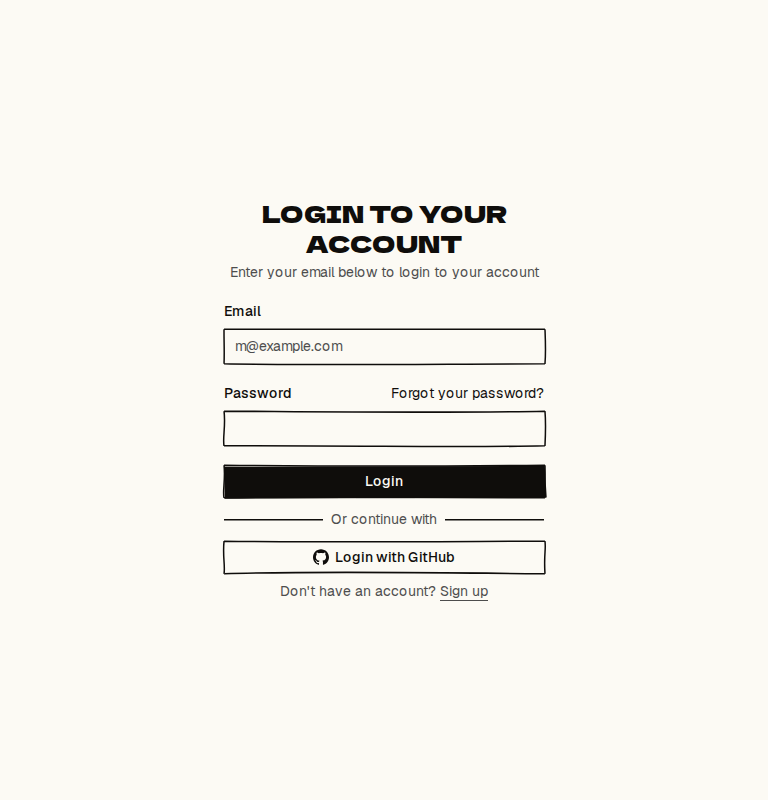 LOGIN TO YOUR
ACCOUNT
Enter your email below to login to your account
Email
m@example.com
Password
Forgot your password?
Login
Or continue with
Login with GitHub
Don't have an account? Sign up